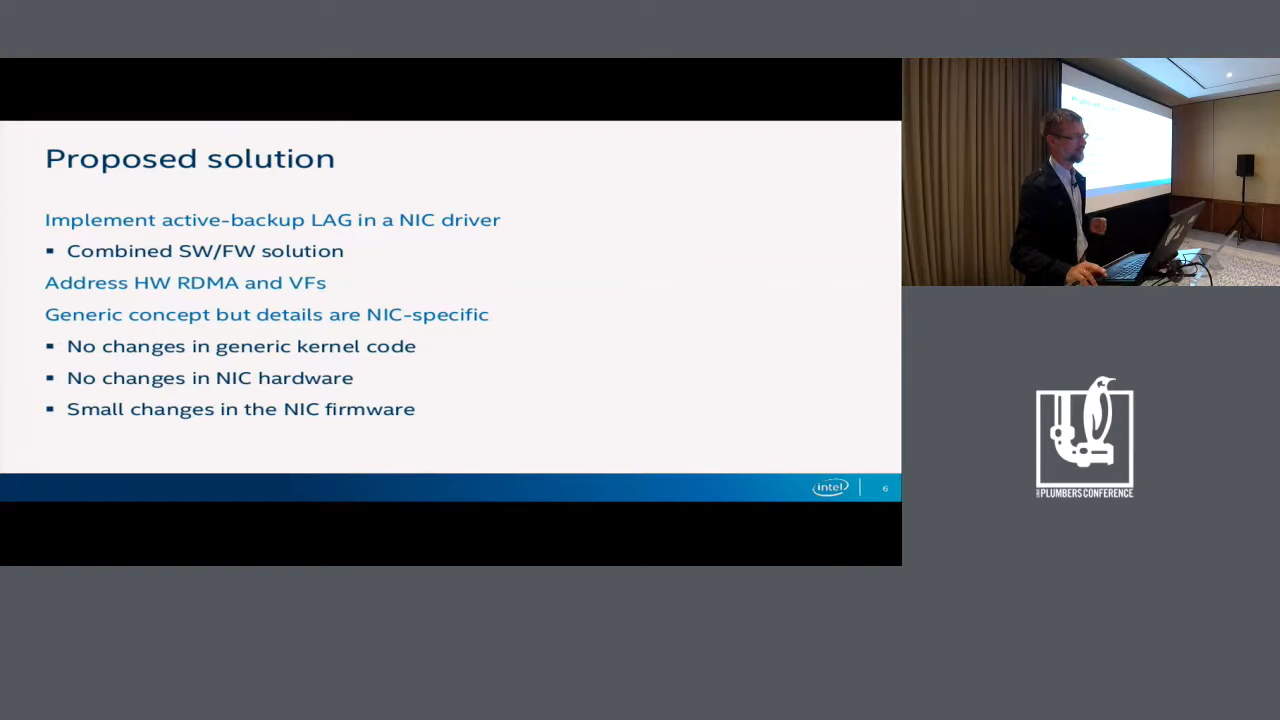 Proposed solution
Implement active-backup LAG in a NIC driver
▪ Combined SW/FW solution
Address HW RDMA and VFs
Generic concept but details are NIC-specific
▪ No changes in generic kernel code
▪ No changes in NIC hardware
▪ Small changes in the NIC firmware
intel
6
Proposed
PLUMBERS CONFERENCE